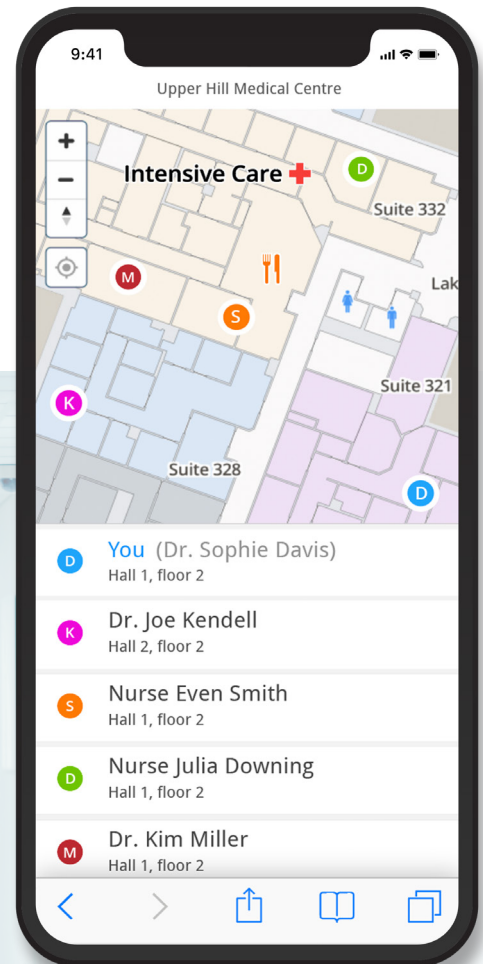 9:41
Upper Hill Medical Centre
Intensive Care
D
Suite 332
M
Lak
S
Suite 321
K
Suite 328
D
D
You (Dr. Sophie Davis)
Hall 1, floor 2
K
Dr. Joe Kendell
Hall 2, floor 2
S
Nurse Even Smith
Hall 1, floor 2
D
Nurse Julia Downing
Hall 1, floor 2
M
Dr. Kim Miller
Hall 1, floor 2